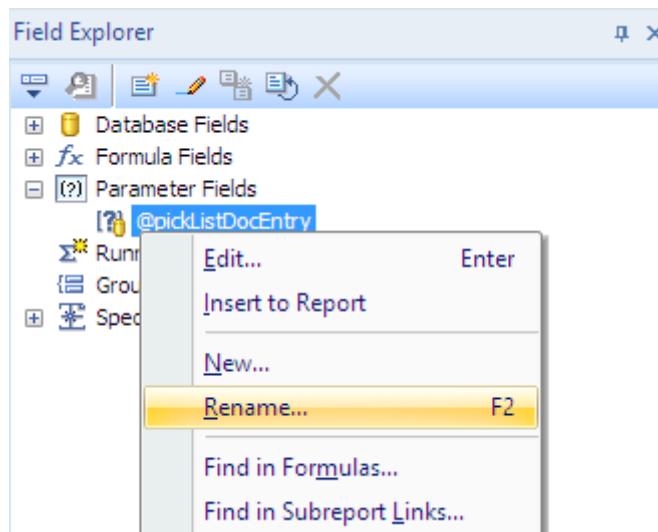 Field Explorer
Database Fields
fx Formula Fields
(?) Parameter Fields
[?] @pickListDocEntry
Edit... Enter
Insert to Report
New...
Rename... F2
Find in Formulas...
Find in Subreport Links...